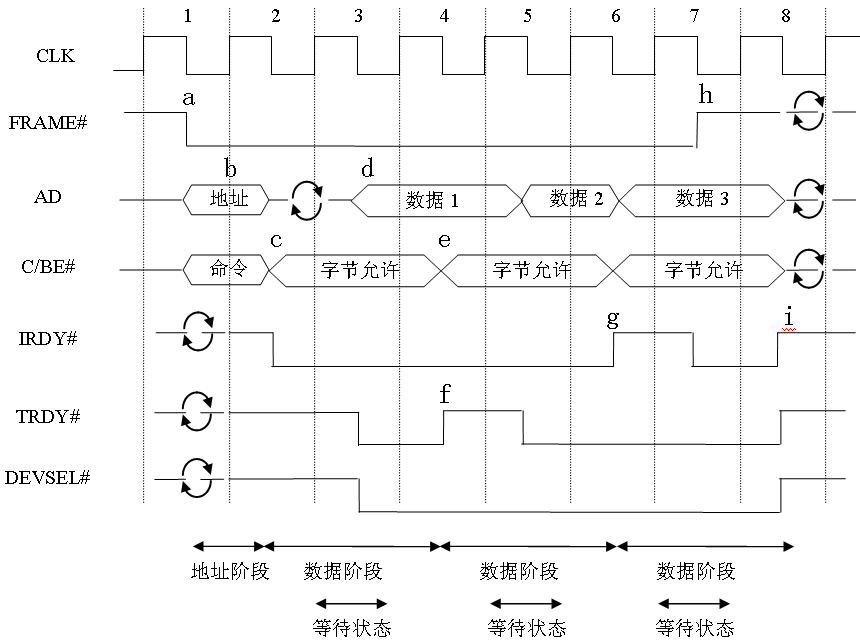 1 2 3 4 5 6 7 8
CLK
a h
FRAME#
b d
AD 地址 数据1 数据2 数据3
c e
C/BE# 命令 字节允许 字节允许 字节允许
g i
IRDY#
f
TRDY#
DEVSEL#
地址阶段 数据阶段 数据阶段 数据阶段
等待状态 等待状态 等待状态